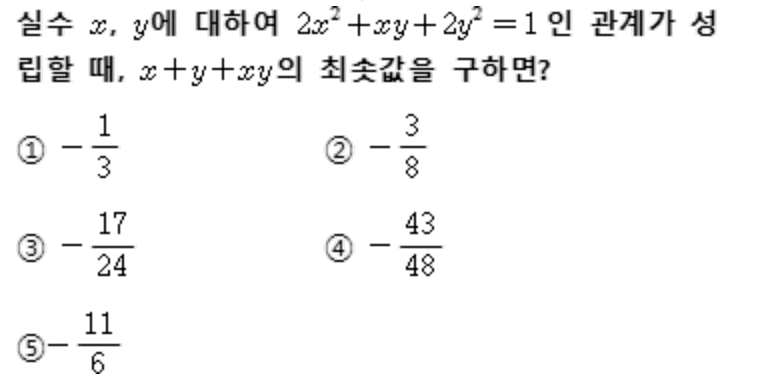 실수 x, y에 대하여 2x²+xy+2y²=1인 관계가 성
립할 때, x+y+xy의 최솟값을 구하면?
① -1/3 ② -3/8
③ -17/24 ④ -43/48
⑤ -11/6